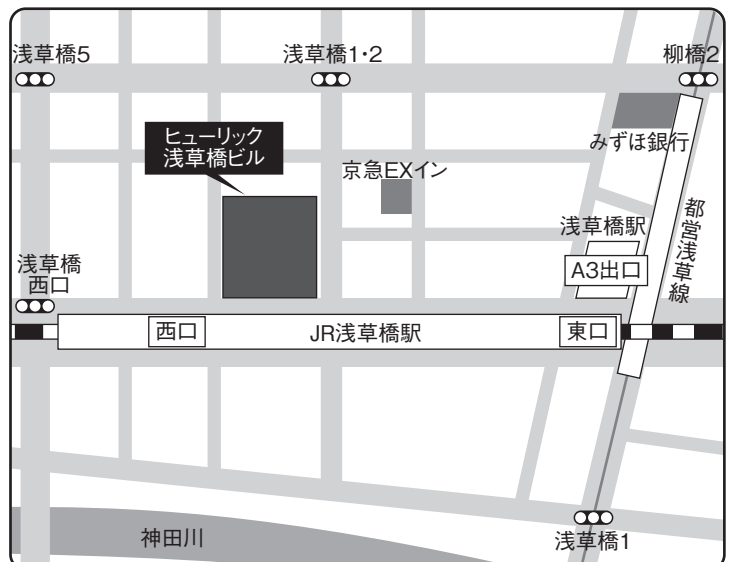 浅草橋5
浅草橋1・2
柳橋2
ヒューリック
浅草橋ビル
みずほ銀行
京急EXイン
都営浅草線
浅草橋駅
A3出口
浅草橋
西口
西口
JR浅草橋駅
東口
神田川
浅草橋1